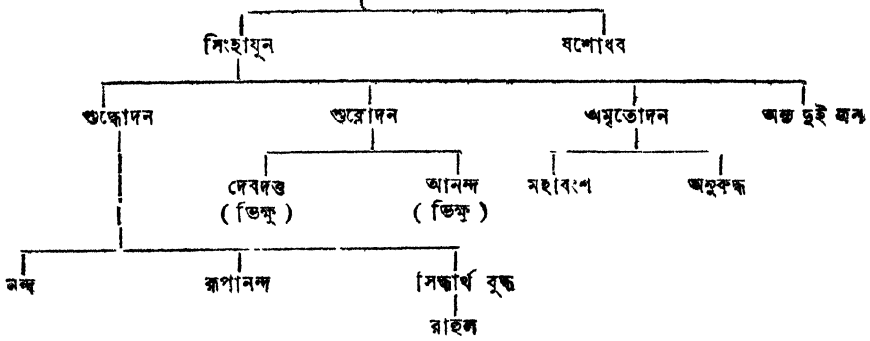 সিংহাযুন যশোধব
শুদ্ধোদন শুক্লোদন অমৃতোদন অন্য দুই জন
দেবদত্ত আনন্দ মহাবংশ অনুরুদ্ধ
( ভিক্ষু ) ( ভিক্ষু )
নন্দ রূপানন্দ সিদ্ধার্থ বুদ্ধ
রাহুল